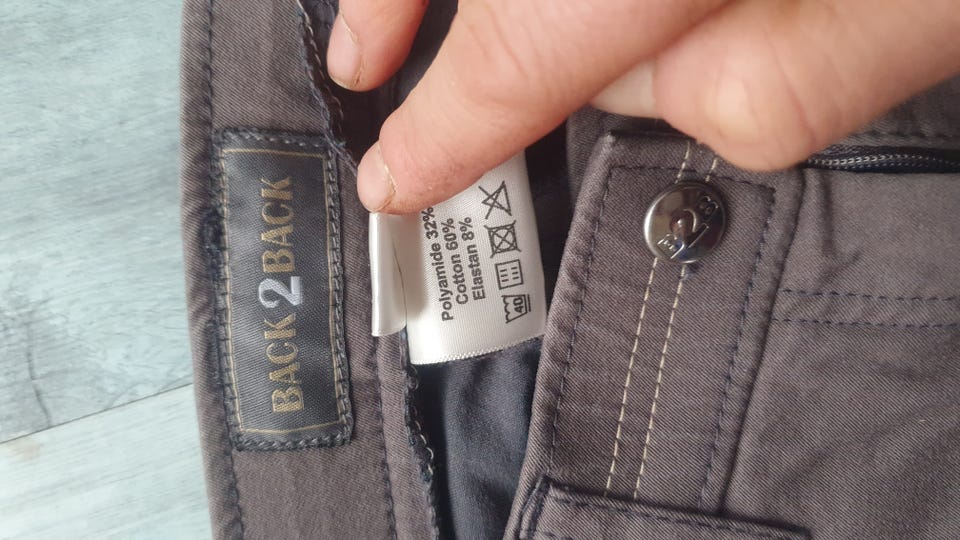 BACK2BACK
Polyamide 32%
Cotton 60%
Elastan 8%
40